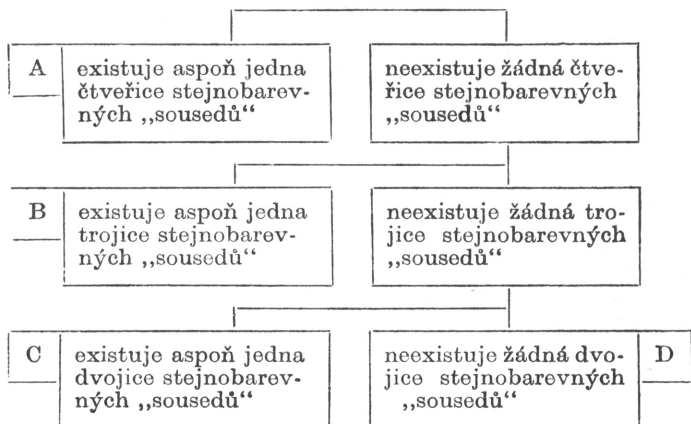 A
existuje aspoň jedna
čtveřice stejnobarev-
ných ,,sousedů“
neexistuje žádná čtve-
řice stejnobarevných
,,sousedů“
B
existuje aspoň jedna
trojice stejnobarev-
ných ,,sousedů“
neexistuje žádná tro-
jice stejnobarevných
,,sousedů“
C
existuje aspoň jedna
dvojice stejnobarev-
ných ,,sousedů“
neexistuje žádná dvo-
jice stejnobarevných
,,sousedů“
D